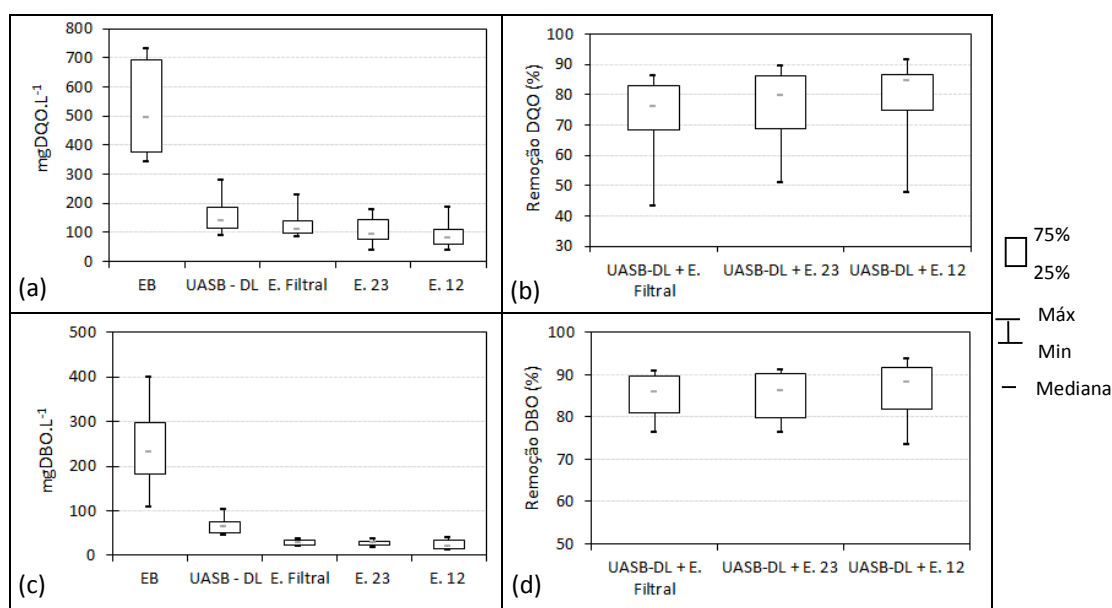 mgDQO.L⁻¹
800
700
600
500
400
300
200
100
0
EB
UASB - DL
E. Filtral
E. 23
E. 12
(a)
Remoção DQO (%)
100
90
80
70
60
50
40
30
UASB-DL + E.
Filtral
UASB-DL + E. 23
UASB-DL + E. 12
(b)
mgDBO.L⁻¹
500
400
300
200
100
0
EB
UASB - DL
E. Filtral
E. 23
E. 12
(c)
Remoção DBO (%)
100
90
80
70
60
50
UASB-DL + E.
Filtral
UASB-DL + E. 23
UASB-DL + E. 12
(d)
75%
25%
Máx
Min
Mediana